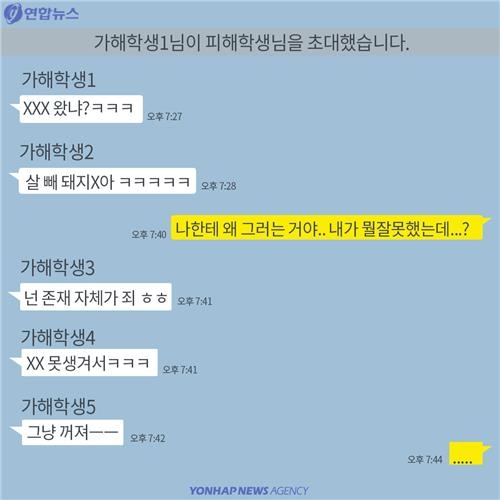 연합뉴스
가해학생1님이 피해학생님을 초대했습니다.
가해학생1
XXX 왔냐?ㅋㅋㅋ
오후 7:27
가해학생2
살 빼 돼지X아 ㅋㅋㅋㅋㅋ
오후 7:28
나한테 왜 그러는 거야.. 내가 뭘잘못했는데...?
오후 7:40
가해학생3
넌 존재 자체가 죄 ㅎㅎ
오후 7:41
가해학생4
XX 못생겨서ㅋㅋㅋ
오후 7:41
가해학생5
그냥 꺼져ㅡㅡ
오후 7:42
.....
오후 7:44
YONHAP NEWS AGENCY